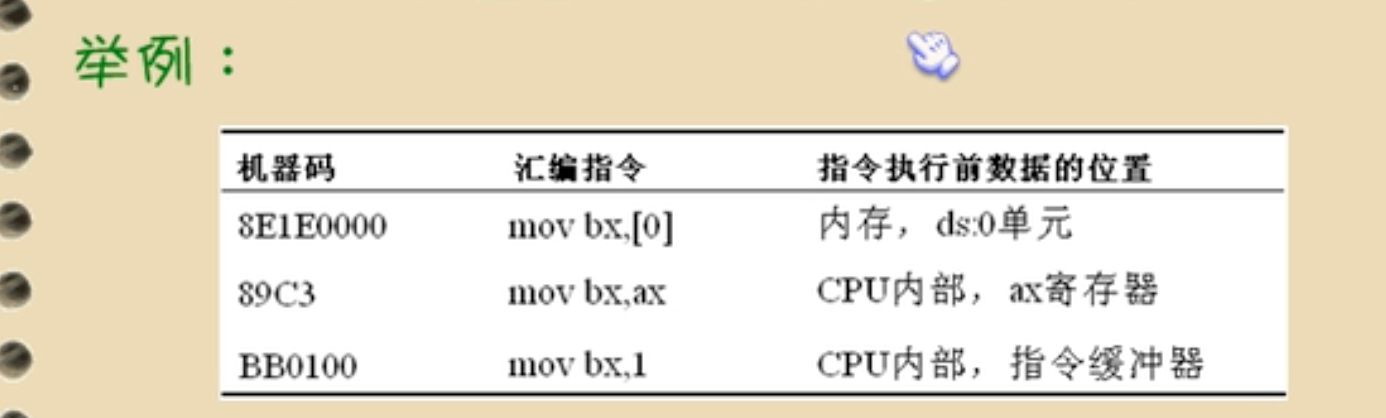 举例：
机器码 汇编指令 指令执行前数据的位置
8E1E0000 mov bx,[0] 内存，ds:0单元
89C3 mov bx,ax CPU内部，ax寄存器
BB0100 mov bx,1 CPU内部，指令缓冲器